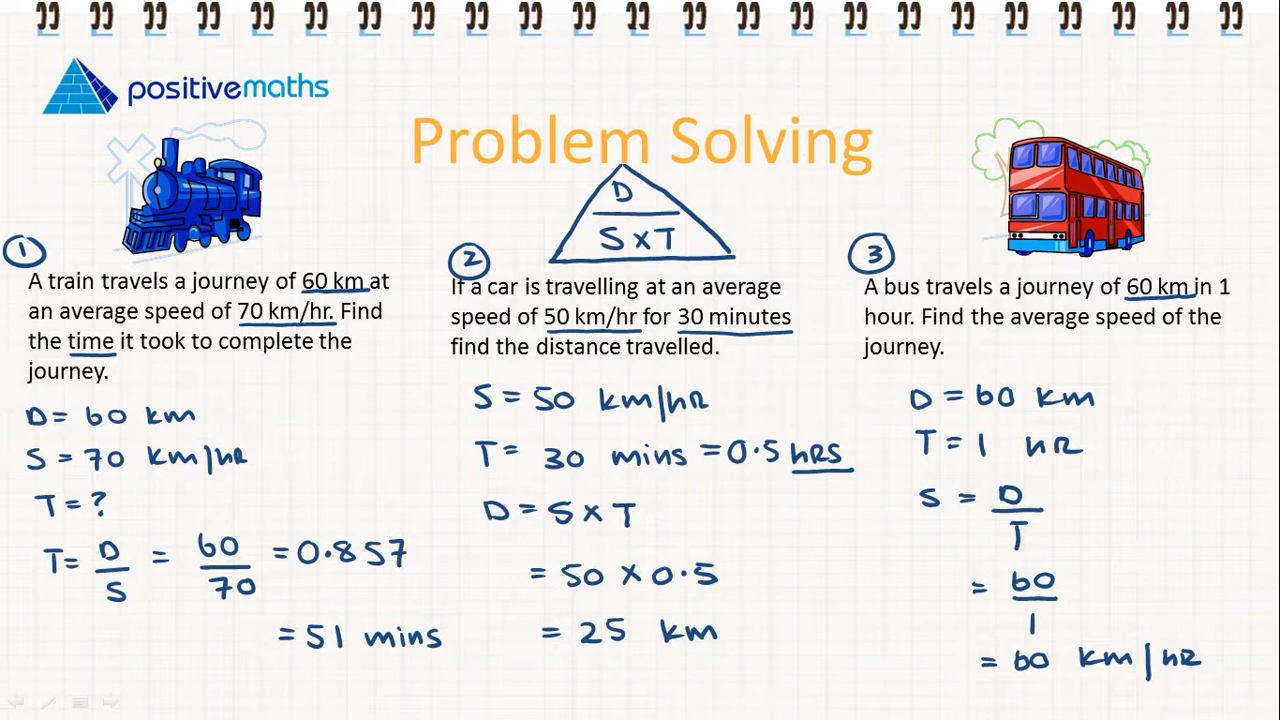 positivemaths
Problem Solving
D
S x T
1
A train travels a journey of 60 km at
an average speed of 70 km/hr. Find
the time it took to complete the
journey.
D = 60 km
S = 70 km/hr
T = ?
T = D/S = 60/70 = 0.857
= 51 mins
2
If a car is travelling at an average
speed of 50 km/hr for 30 minutes
find the distance travelled.
S = 50 km/hr
T = 30 mins = 0.5 hrs
D = S x T
= 50 x 0.5
= 25 km
3
A bus travels a journey of 60 km in 1
hour. Find the average speed of the
journey.
D = 60 km
T = 1 hr
S = D/T
= 60/1
= 60 km/hr